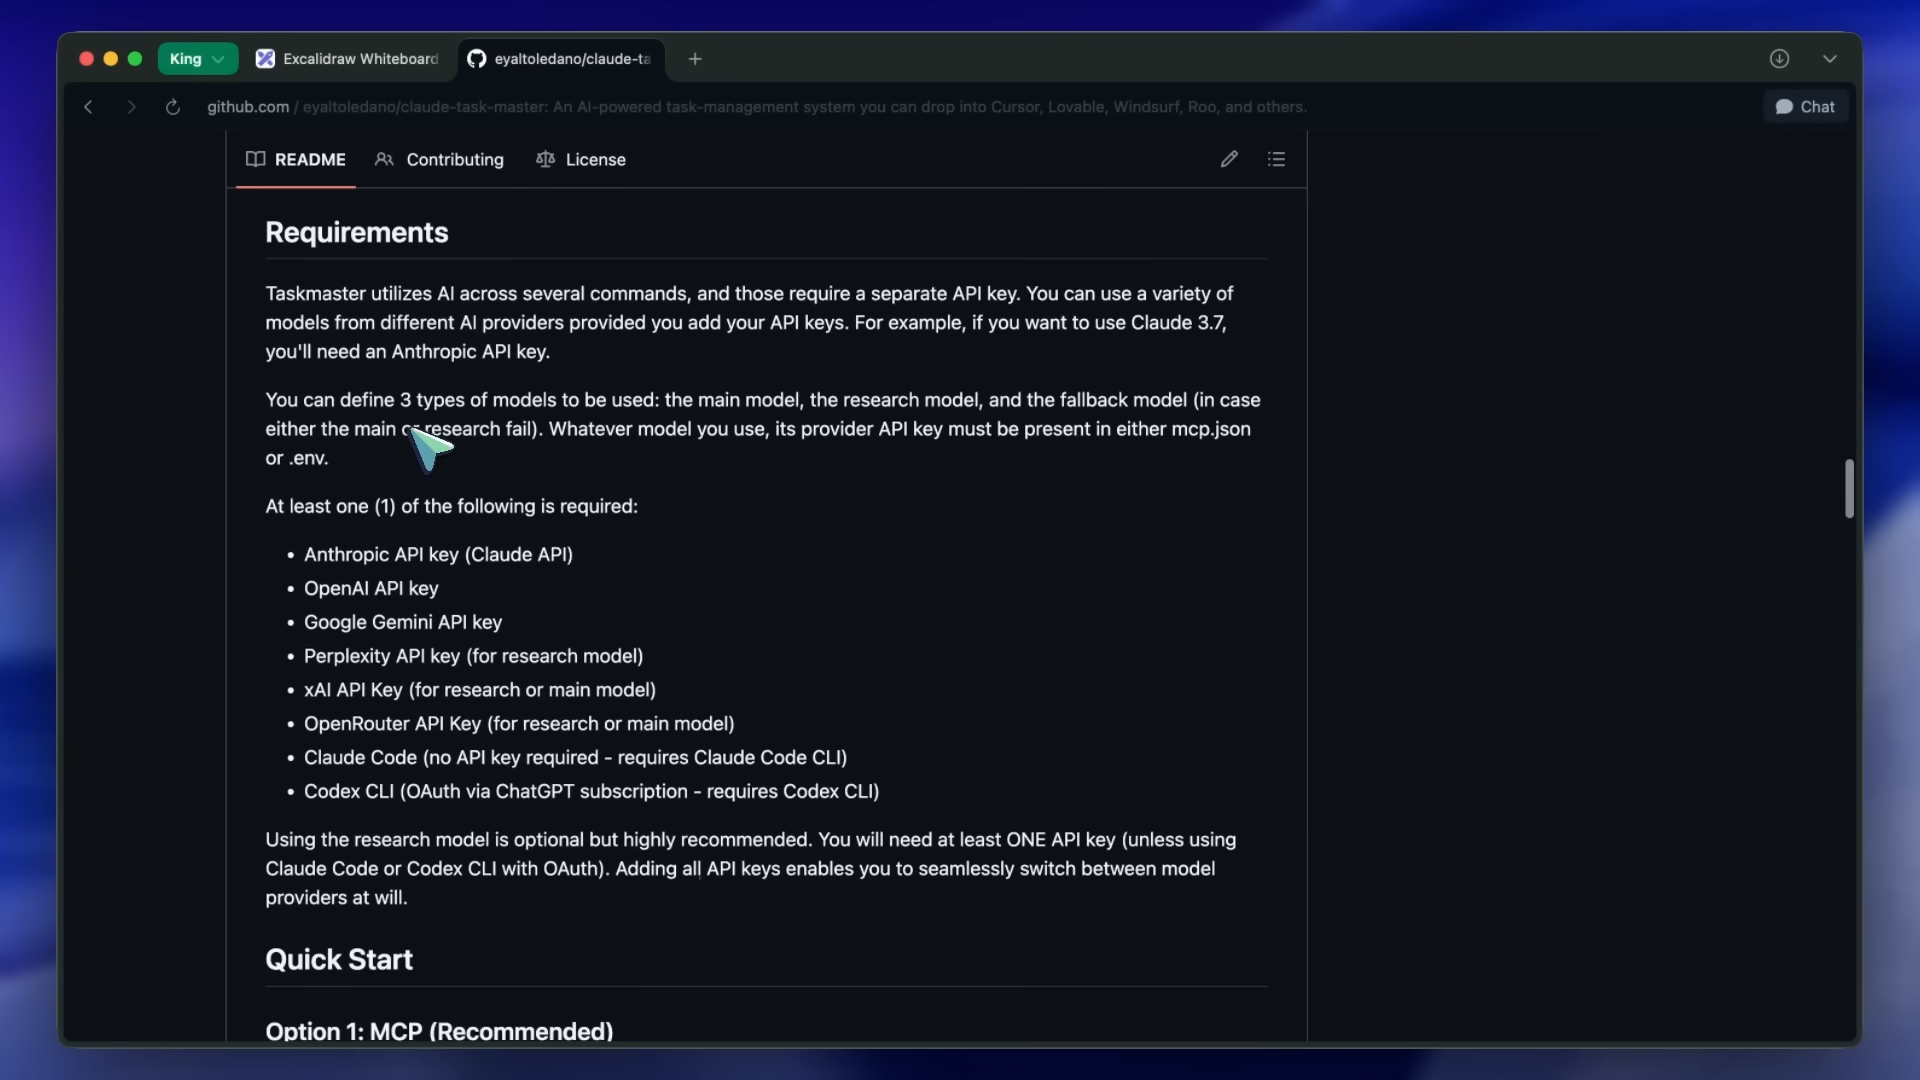 King
Excalidraw Whiteboard
eyaltoledano/claude-ta
github.com / eyaltoledano/claude-task-master: An AI-powered task-management system you can drop into Cursor, Lovable, Windsurf, Roo, and others.
Chat
README
Contributing
License
Requirements
Taskmaster utilizes AI across several commands, and those require a separate API key. You can use a variety of
models from different AI providers provided you add your API keys. For example, if you want to use Claude 3.7,
you'll need an Anthropic API key.
You can define 3 types of models to be used: the main model, the research model, and the fallback model (in case
either the main or research fail). Whatever model you use, its provider API key must be present in either mcp.json
or .env.
At least one (1) of the following is required:
• Anthropic API key (Claude API)
• OpenAI API key
• Google Gemini API key
• Perplexity API key (for research model)
• xAI API Key (for research or main model)
• OpenRouter API Key (for research or main model)
• Claude Code (no API key required - requires Claude Code CLI)
• Codex CLI (OAuth via ChatGPT subscription - requires Codex CLI)
Using the research model is optional but highly recommended. You will need at least ONE API key (unless using
Claude Code or Codex CLI with OAuth). Adding all API keys enables you to seamlessly switch between model
providers at will.
Quick Start
Option 1: MCP (Recommended)